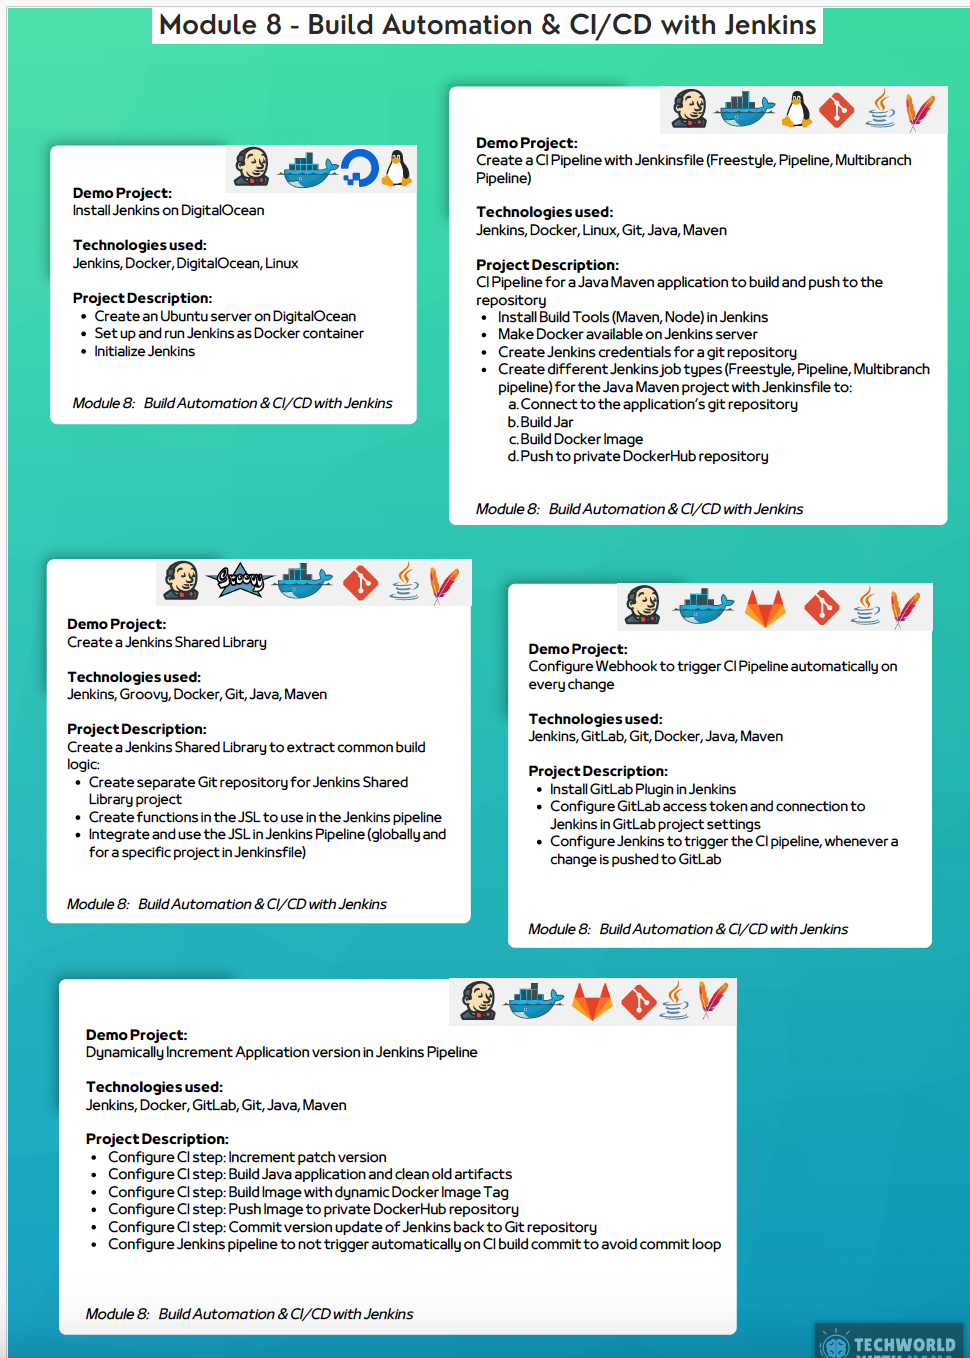 Module 8 - Build Automation & CI/CD with Jenkins
Demo Project:
Install Jenkins on DigitalOcean
Technologies used:
Jenkins, Docker, DigitalOcean, Linux
Project Description:
• Create an Ubuntu server on DigitalOcean
• Set up and run Jenkins as Docker container
• Initialize Jenkins
Module 8: Build Automation & CI/CD with Jenkins
Demo Project:
Create a CI Pipeline with Jenkinsfile (Freestyle, Pipeline, Multibranch
Pipeline)
Technologies used:
Jenkins, Docker, Linux, Git, Java, Maven
Project Description:
CI Pipeline for a Java Maven application to build and push to the
repository
• Install Build Tools (Maven, Node) in Jenkins
• Make Docker available on Jenkins server
• Create Jenkins credentials for a git repository
• Create different Jenkins job types (Freestyle, Pipeline, Multibranch
pipeline) for the Java Maven project with Jenkinsfile to:
a. Connect to the application's git repository
b. Build Jar
c. Build Docker Image
d. Push to private DockerHub repository
Module 8: Build Automation & CI/CD with Jenkins
Groovy
Demo Project:
Create a Jenkins Shared Library
Technologies used:
Jenkins, Groovy, Docker, Git, Java, Maven
Project Description:
Create a Jenkins Shared Library to extract common build
logic:
• Create separate Git repository for Jenkins Shared
Library project
• Create functions in the JSL to use in the Jenkins pipeline
• Integrate and use the JSL in Jenkins Pipeline (globally and
for a specific project in Jenkinsfile)
Module 8: Build Automation & CI/CD with Jenkins
Demo Project:
Configure Webhook to trigger CI Pipeline automatically on
every change
Technologies used:
Jenkins, GitLab, Git, Docker, Java, Maven
Project Description:
• Install GitLab Plugin in Jenkins
• Configure GitLab access token and connection to
Jenkins in GitLab project settings
• Configure Jenkins to trigger the CI pipeline, whenever a
change is pushed to GitLab
Module 8: Build Automation & CI/CD with Jenkins
Demo Project:
Dynamically Increment Application version in Jenkins Pipeline
Technologies used:
Jenkins, Docker, GitLab, Git, Java, Maven
Project Description:
• Configure CI step: Increment patch version
• Configure CI step: Build Java application and clean old artifacts
• Configure CI step: Build Image with dynamic Docker Image Tag
• Configure CI step: Push Image to private DockerHub repository
• Configure CI step: Commit version update of Jenkins back to Git repository
• Configure Jenkins pipeline to not trigger automatically on CI build commit to avoid commit loop
Module 8: Build Automation & CI/CD with Jenkins
TECHWORLD
WITH NANA